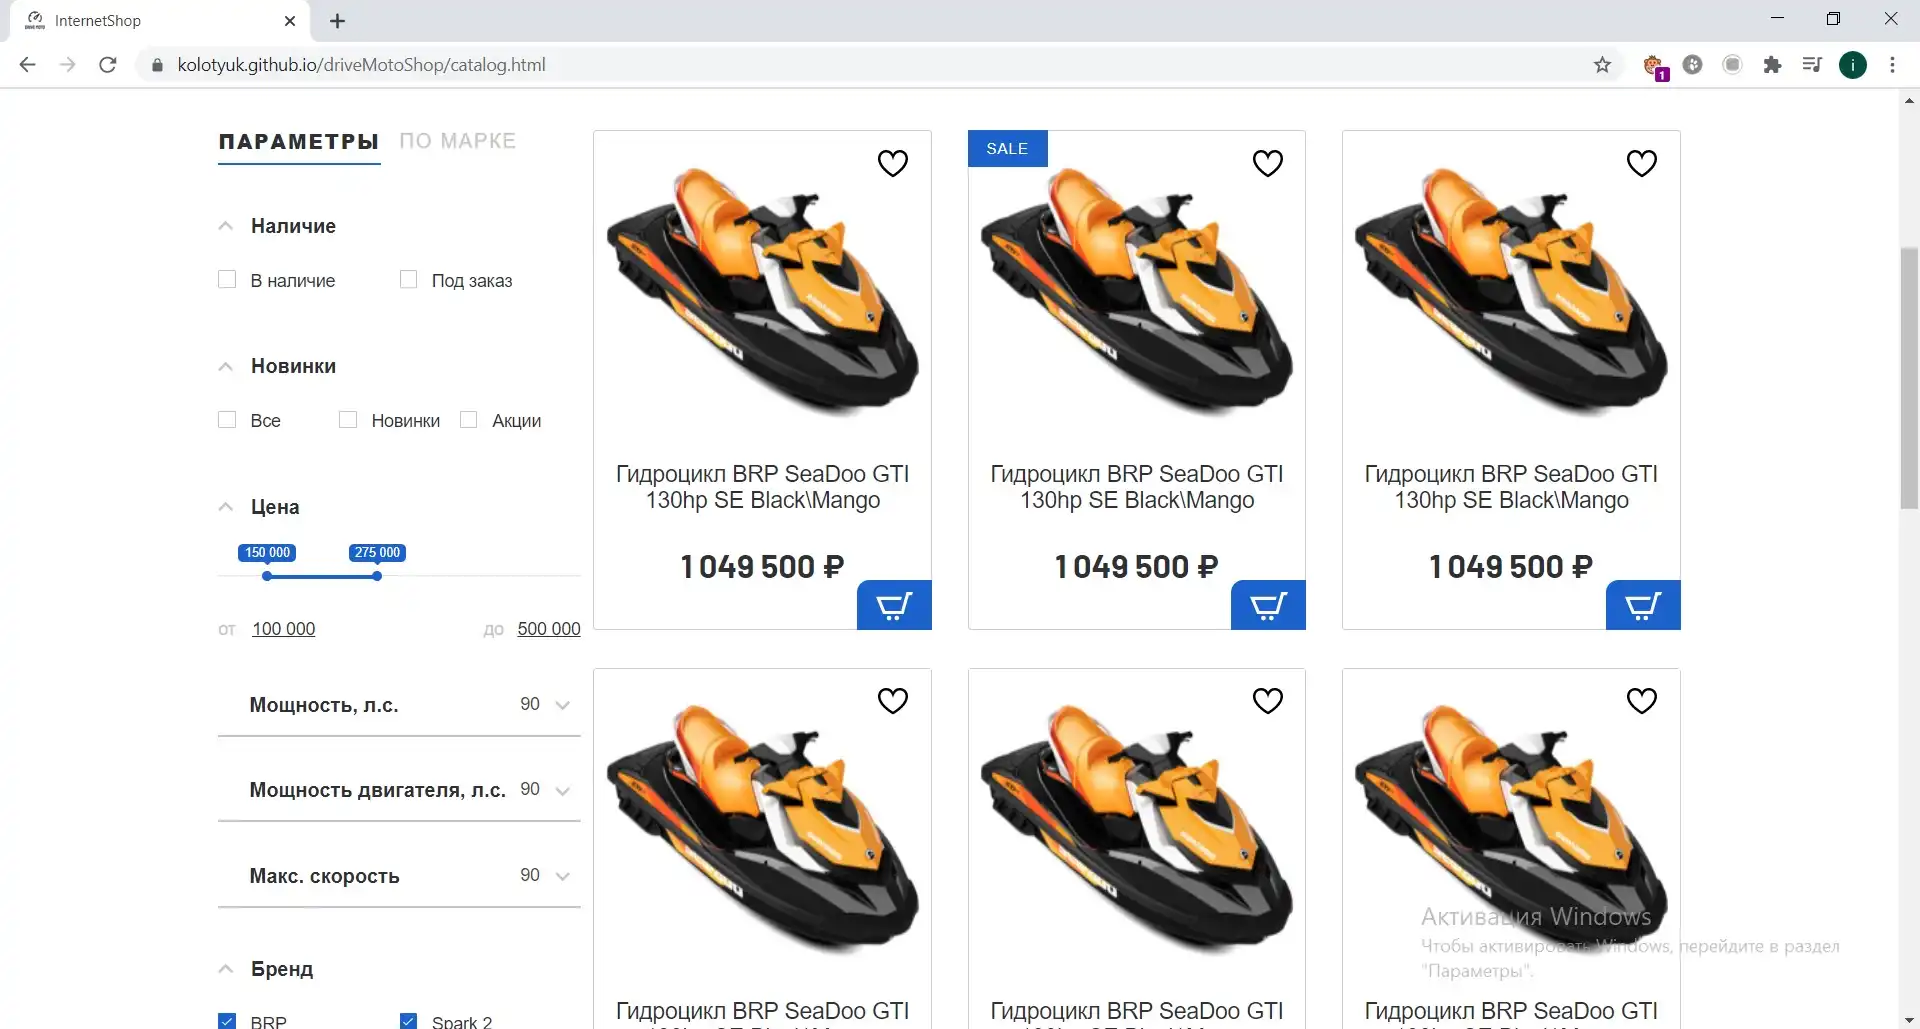 InternetShop
kolotyuk.github.io/driveMotoShop/catalog.html
1
i
ПАРАМЕТРЫ ПО МАРКЕ
Наличие
В наличие Под заказ
Новинки
Все Новинки Акции
Цена
150 000 275 000
от 100 000 до 500 000
Мощность, л.с. 90
Мощность двигателя, л.с. 90
Макс. скорость 90
Бренд
BRP Spark 2
Гидроцикл BRP SeaDoo GTI
130hp SE Black\Mango
1 049 500 ₽
SALE
Гидроцикл BRP SeaDoo GTI
130hp SE Black\Mango
1 049 500 ₽
Гидроцикл BRP SeaDoo GTI
130hp SE Black\Mango
1 049 500 ₽
Гидроцикл BRP SeaDoo GTI
Гидроцикл BRP SeaDoo GTI
Гидроцикл BRP SeaDoo GTI
Активация Windows
Чтобы активировать Windows, перейдите в раздел
"Параметры".